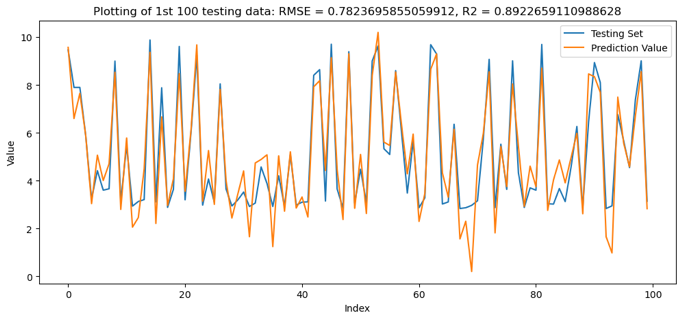 Plotting of 1st 100 testing data: RMSE = 0.7823695855059912, R2 = 0.8922659110988628
Testing Set
Prediction Value
Value
10
8
6
4
2
0
0 20 40 60 80 100
Index